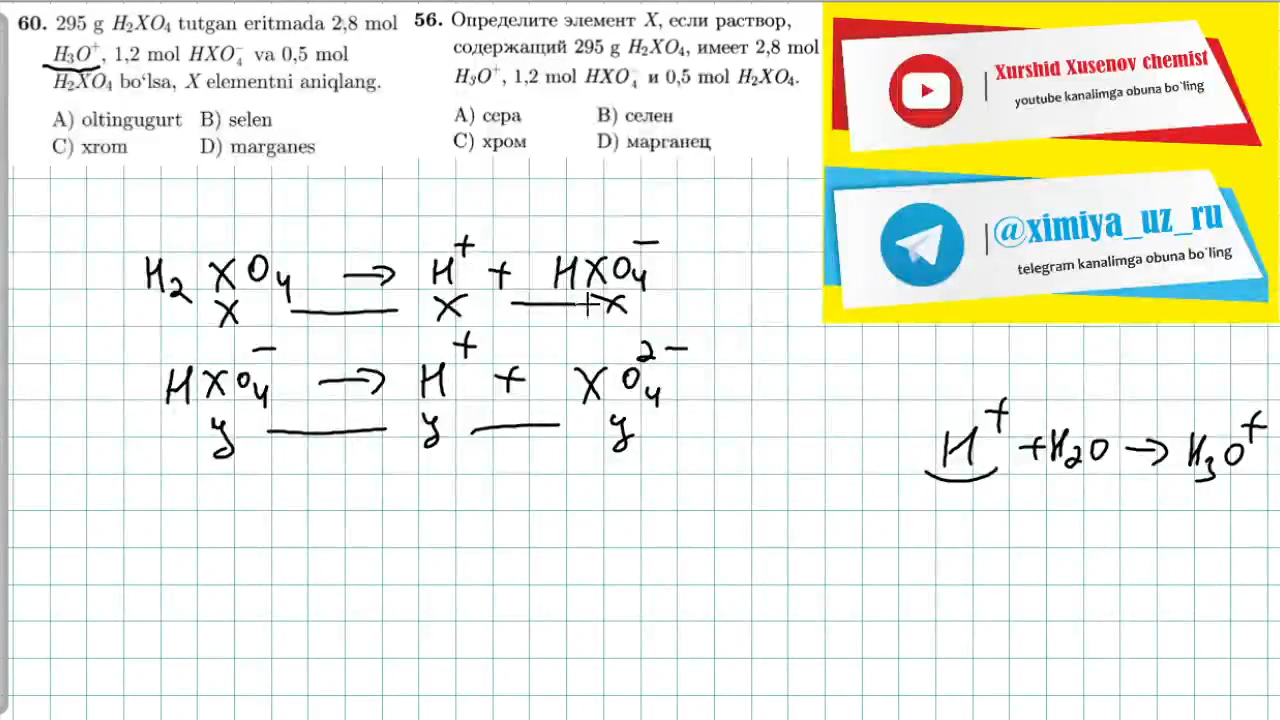 60. 295 g H₂XO₄ tutgan eritmada 2,8 mol
H₃O⁺, 1,2 mol HXO₄⁻ va 0,5 mol
H₂XO₄ bo‘lsa, X elementni aniqlang.
A) oltingugurt B) selen
C) xrom D) marganes
56. Определите элемент X, если раствор,
содержащий 295 g H₂XO₄, имеет 2,8 mol
H₃O⁺, 1,2 mol HXO₄⁻ и 0,5 mol H₂XO₄.
A) сера B) селен
C) хром D) марганец
Xurshid Xusenov chemist
youtube kanalimga obuna bo`ling
@ximiya_uz_ru
telegram kanalimga obuna bo`ling
H₂XO₄ → H⁺ + HXO₄⁻
X X X
HXO₄⁻ → H⁺ + XO₄²⁻
y y y
H⁺ + H₂O → H₃O⁺